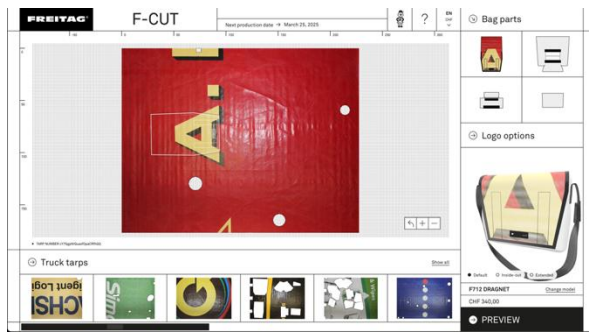 FREITAG
F-CUT
Next production date → March 25, 2025
?
EN
CHF
Bag parts
A.
Logo options
Truck tarps
Show all
Default
Inside-out
Extended
F712 DRAGNET
Change model
CHF 340,00
PREVIEW